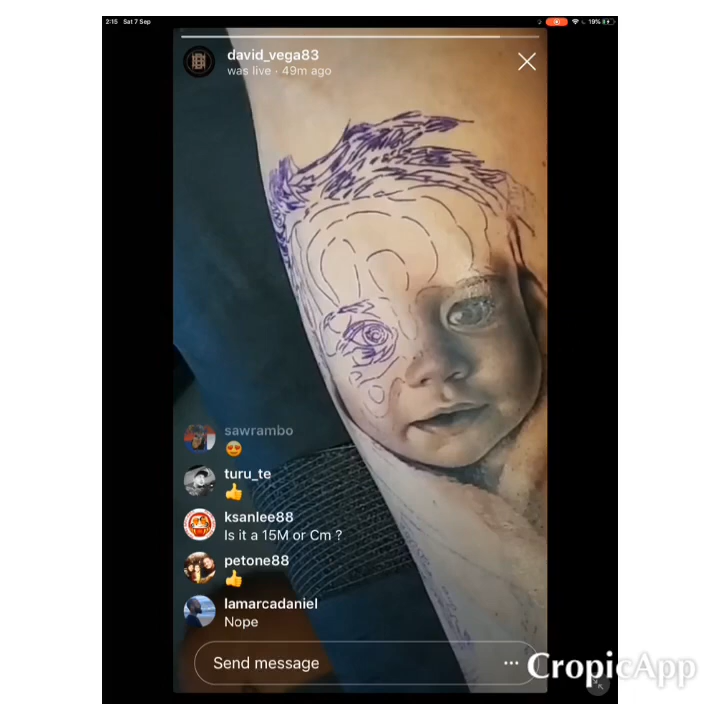 2:15 Sat 7 Sep
19%
david_vega83
was live · 49m ago
sawrambo
😍
turu_te
👍
ksanlee88
Is it a 15M or Cm ?
petone88
👍
lamarcadaniel
Nope
Send message
CropicApp